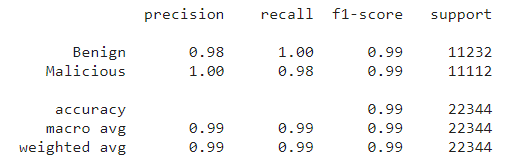 precision recall f1-score support
Benign 0.98 1.00 0.99 11232
Malicious 1.00 0.98 0.99 11112
accuracy 0.99 22344
macro avg 0.99 0.99 0.99 22344
weighted avg 0.99 0.99 0.99 22344